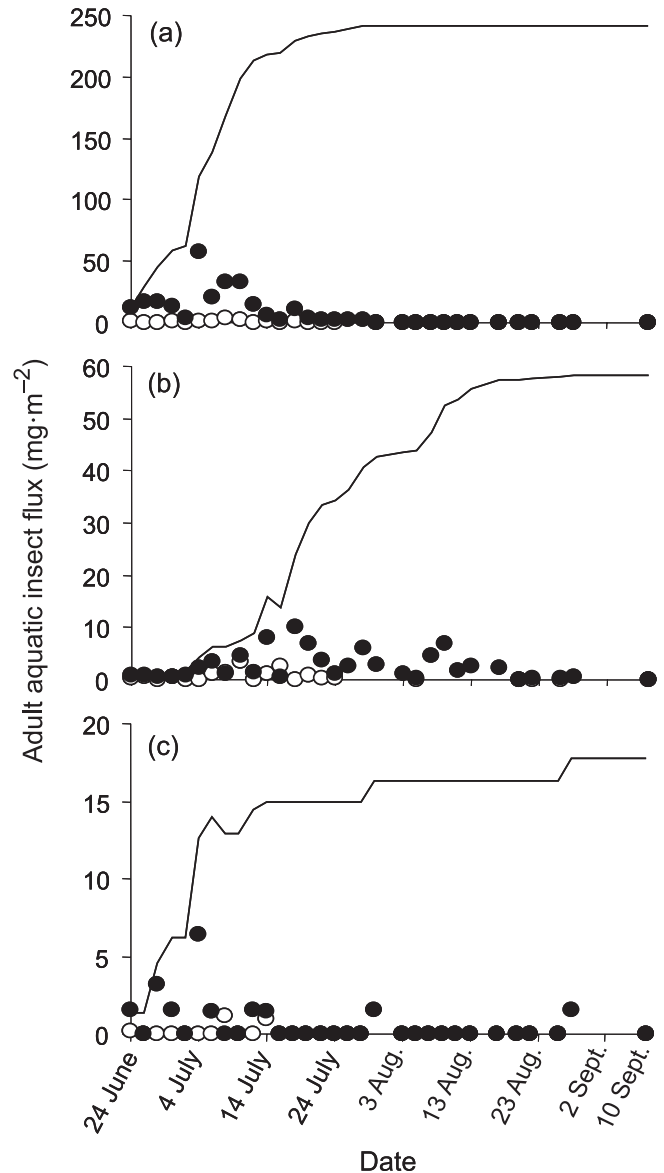 250
(a)
200
150
100
50
0
60
(b)
50
40
30
20
10
0
20
(c)
15
10
5
0
Adult aquatic insect flux (mg·m−2)
24 June
4 July
14 July
24 July
3 Aug.
13 Aug.
23 Aug.
2 Sept.
10 Sept.
Date